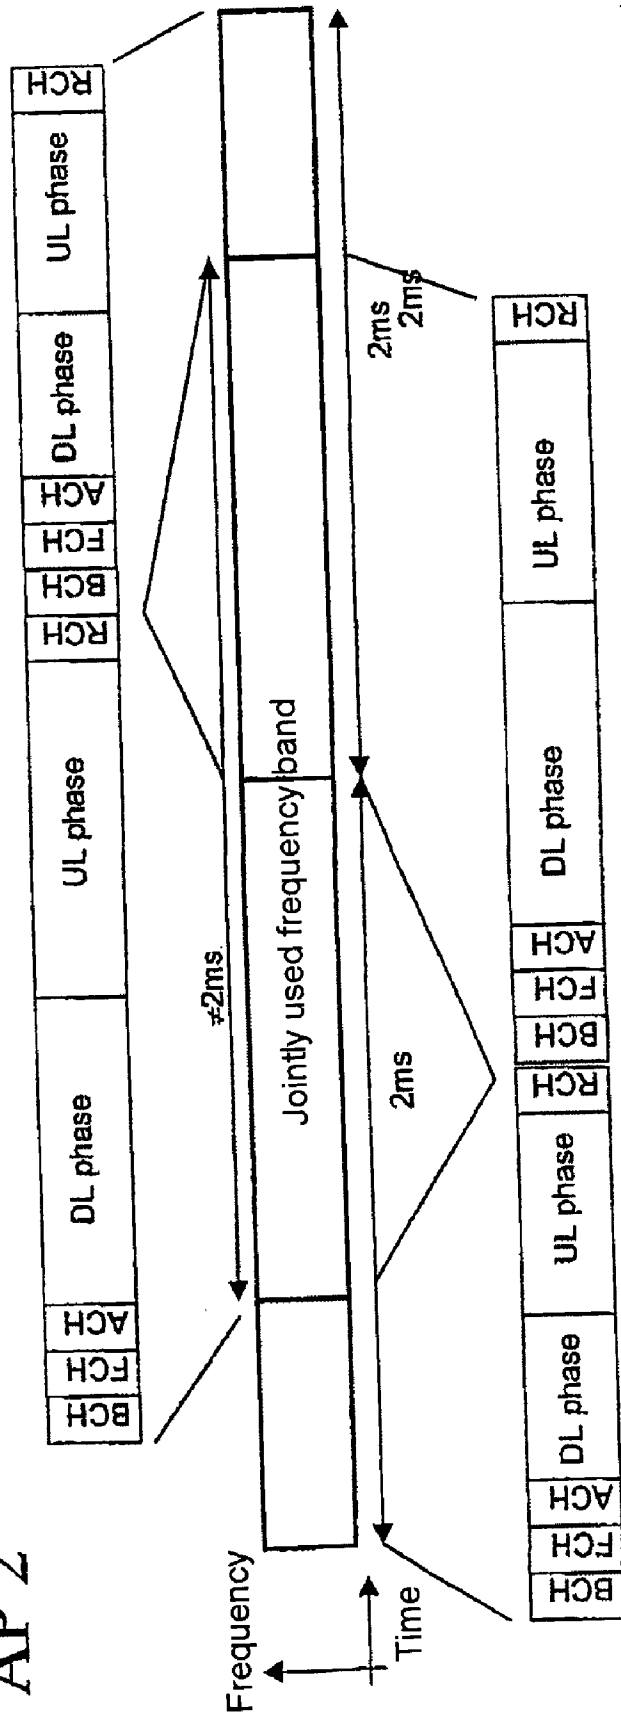 AP 2
BCH
FCH
ACH
DL phase
UL phase
RCH
BCH
FCH
ACH
DL phase
UL phase
RCH
≠2ms
Frequency
Jointly used frequency band
Time
2ms
2ms
2ms
BCH
FCH
ACH
DL phase
UL phase
RCH
BCH
FCH
ACH
DL phase
UL phase
RCH